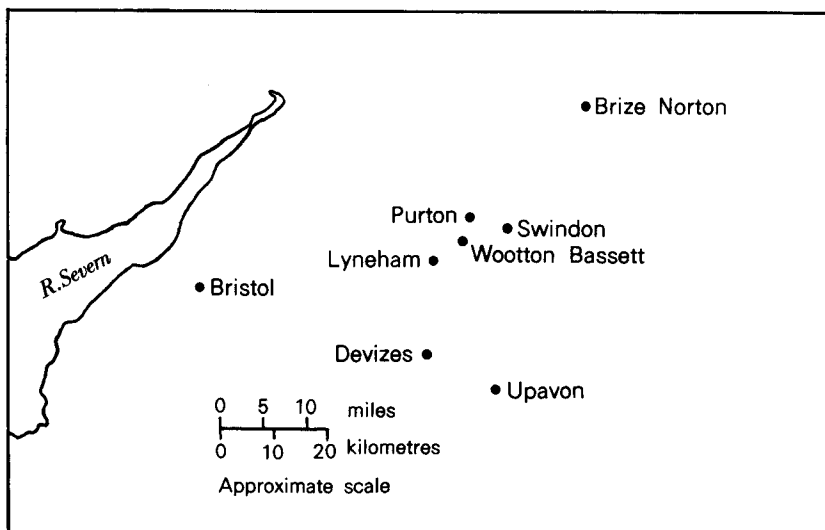 Brize Norton
Purton
Swindon
Wootton Bassett
Lyneham
R. Severn
Bristol
Devizes
Upavon
0 5 10 miles
0 10 20 kilometres
Approximate scale